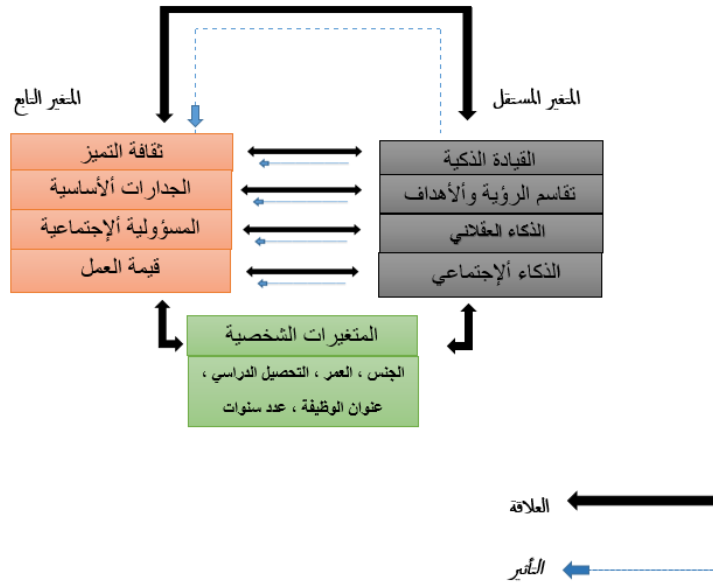 المتغير المستقل
المتغير التابع
القيادة الذكية
ثقافة التميز
تقاسم الرؤية وألأهداف
الجدارات ألأساسية
الذكاء العقلاني
المسؤولية ألإجتماعية
الذكاء ألإجتماعي
قيمة العمل
المتغيرات الشخصية
الجنس ، العمر ، التحصيل الدراسي ،
عنوان الوظيفة ، عدد سنوات
العلاقة
التأثير